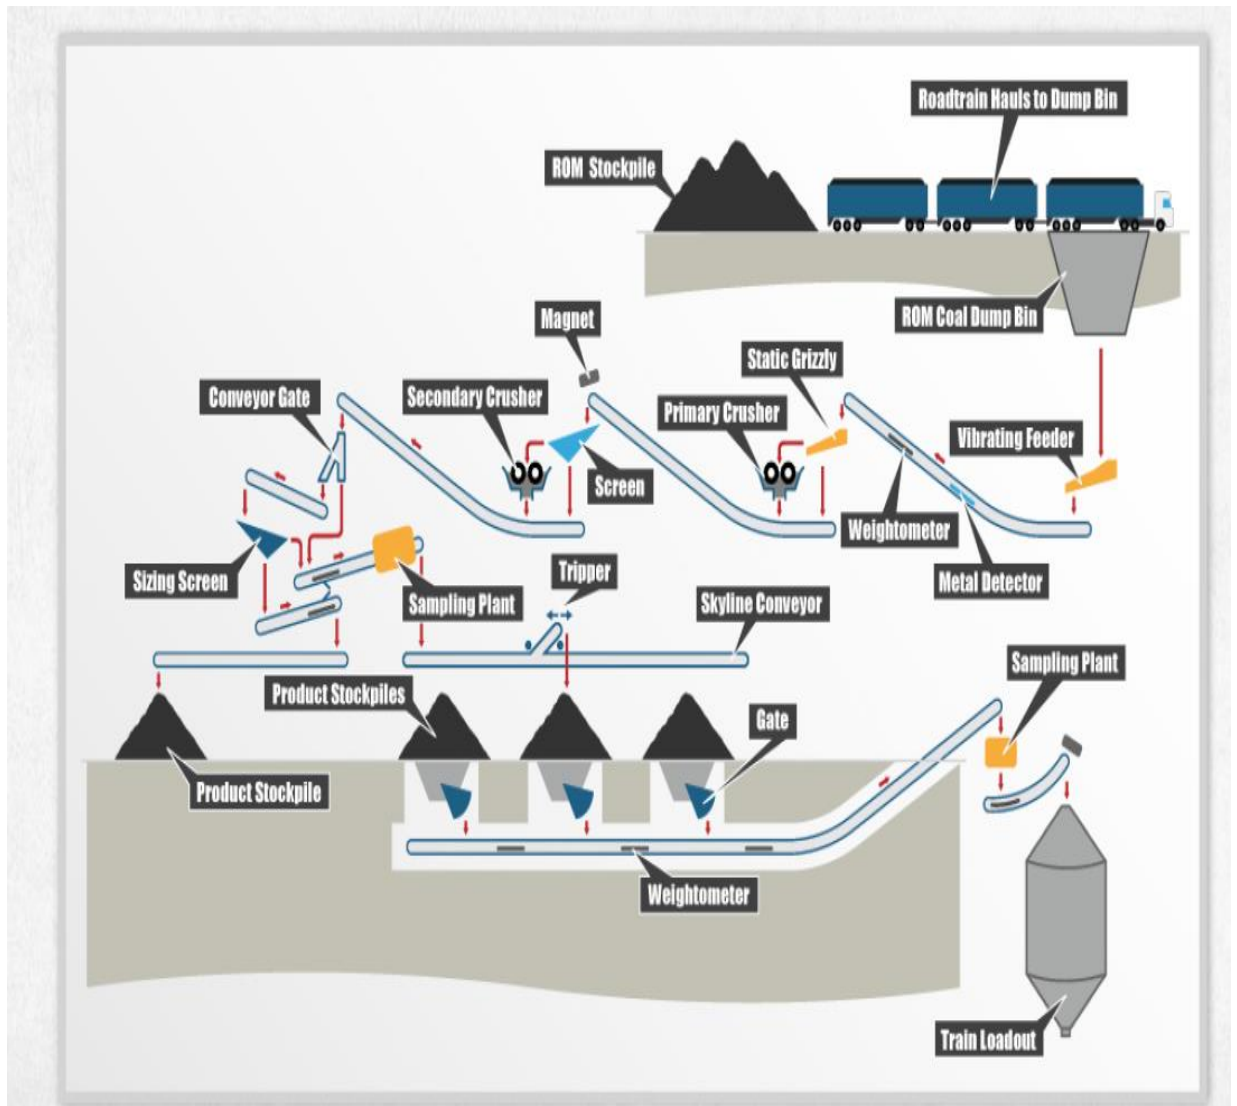 Roadtrain Hauls to Dump Bin
ROM Stockpile
ROM Coal Dump Bin
Magnet
Static Grizzly
Conveyor Gate
Secondary Crusher
Primary Crusher
Vibrating Feeder
Screen
Weightometer
Sizing Screen
Sampling Plant
Tripper
Metal Detector
Skyline Conveyor
Sampling Plant
Product Stockpiles
Gate
Product Stockpile
Weightometer
Train Loadout